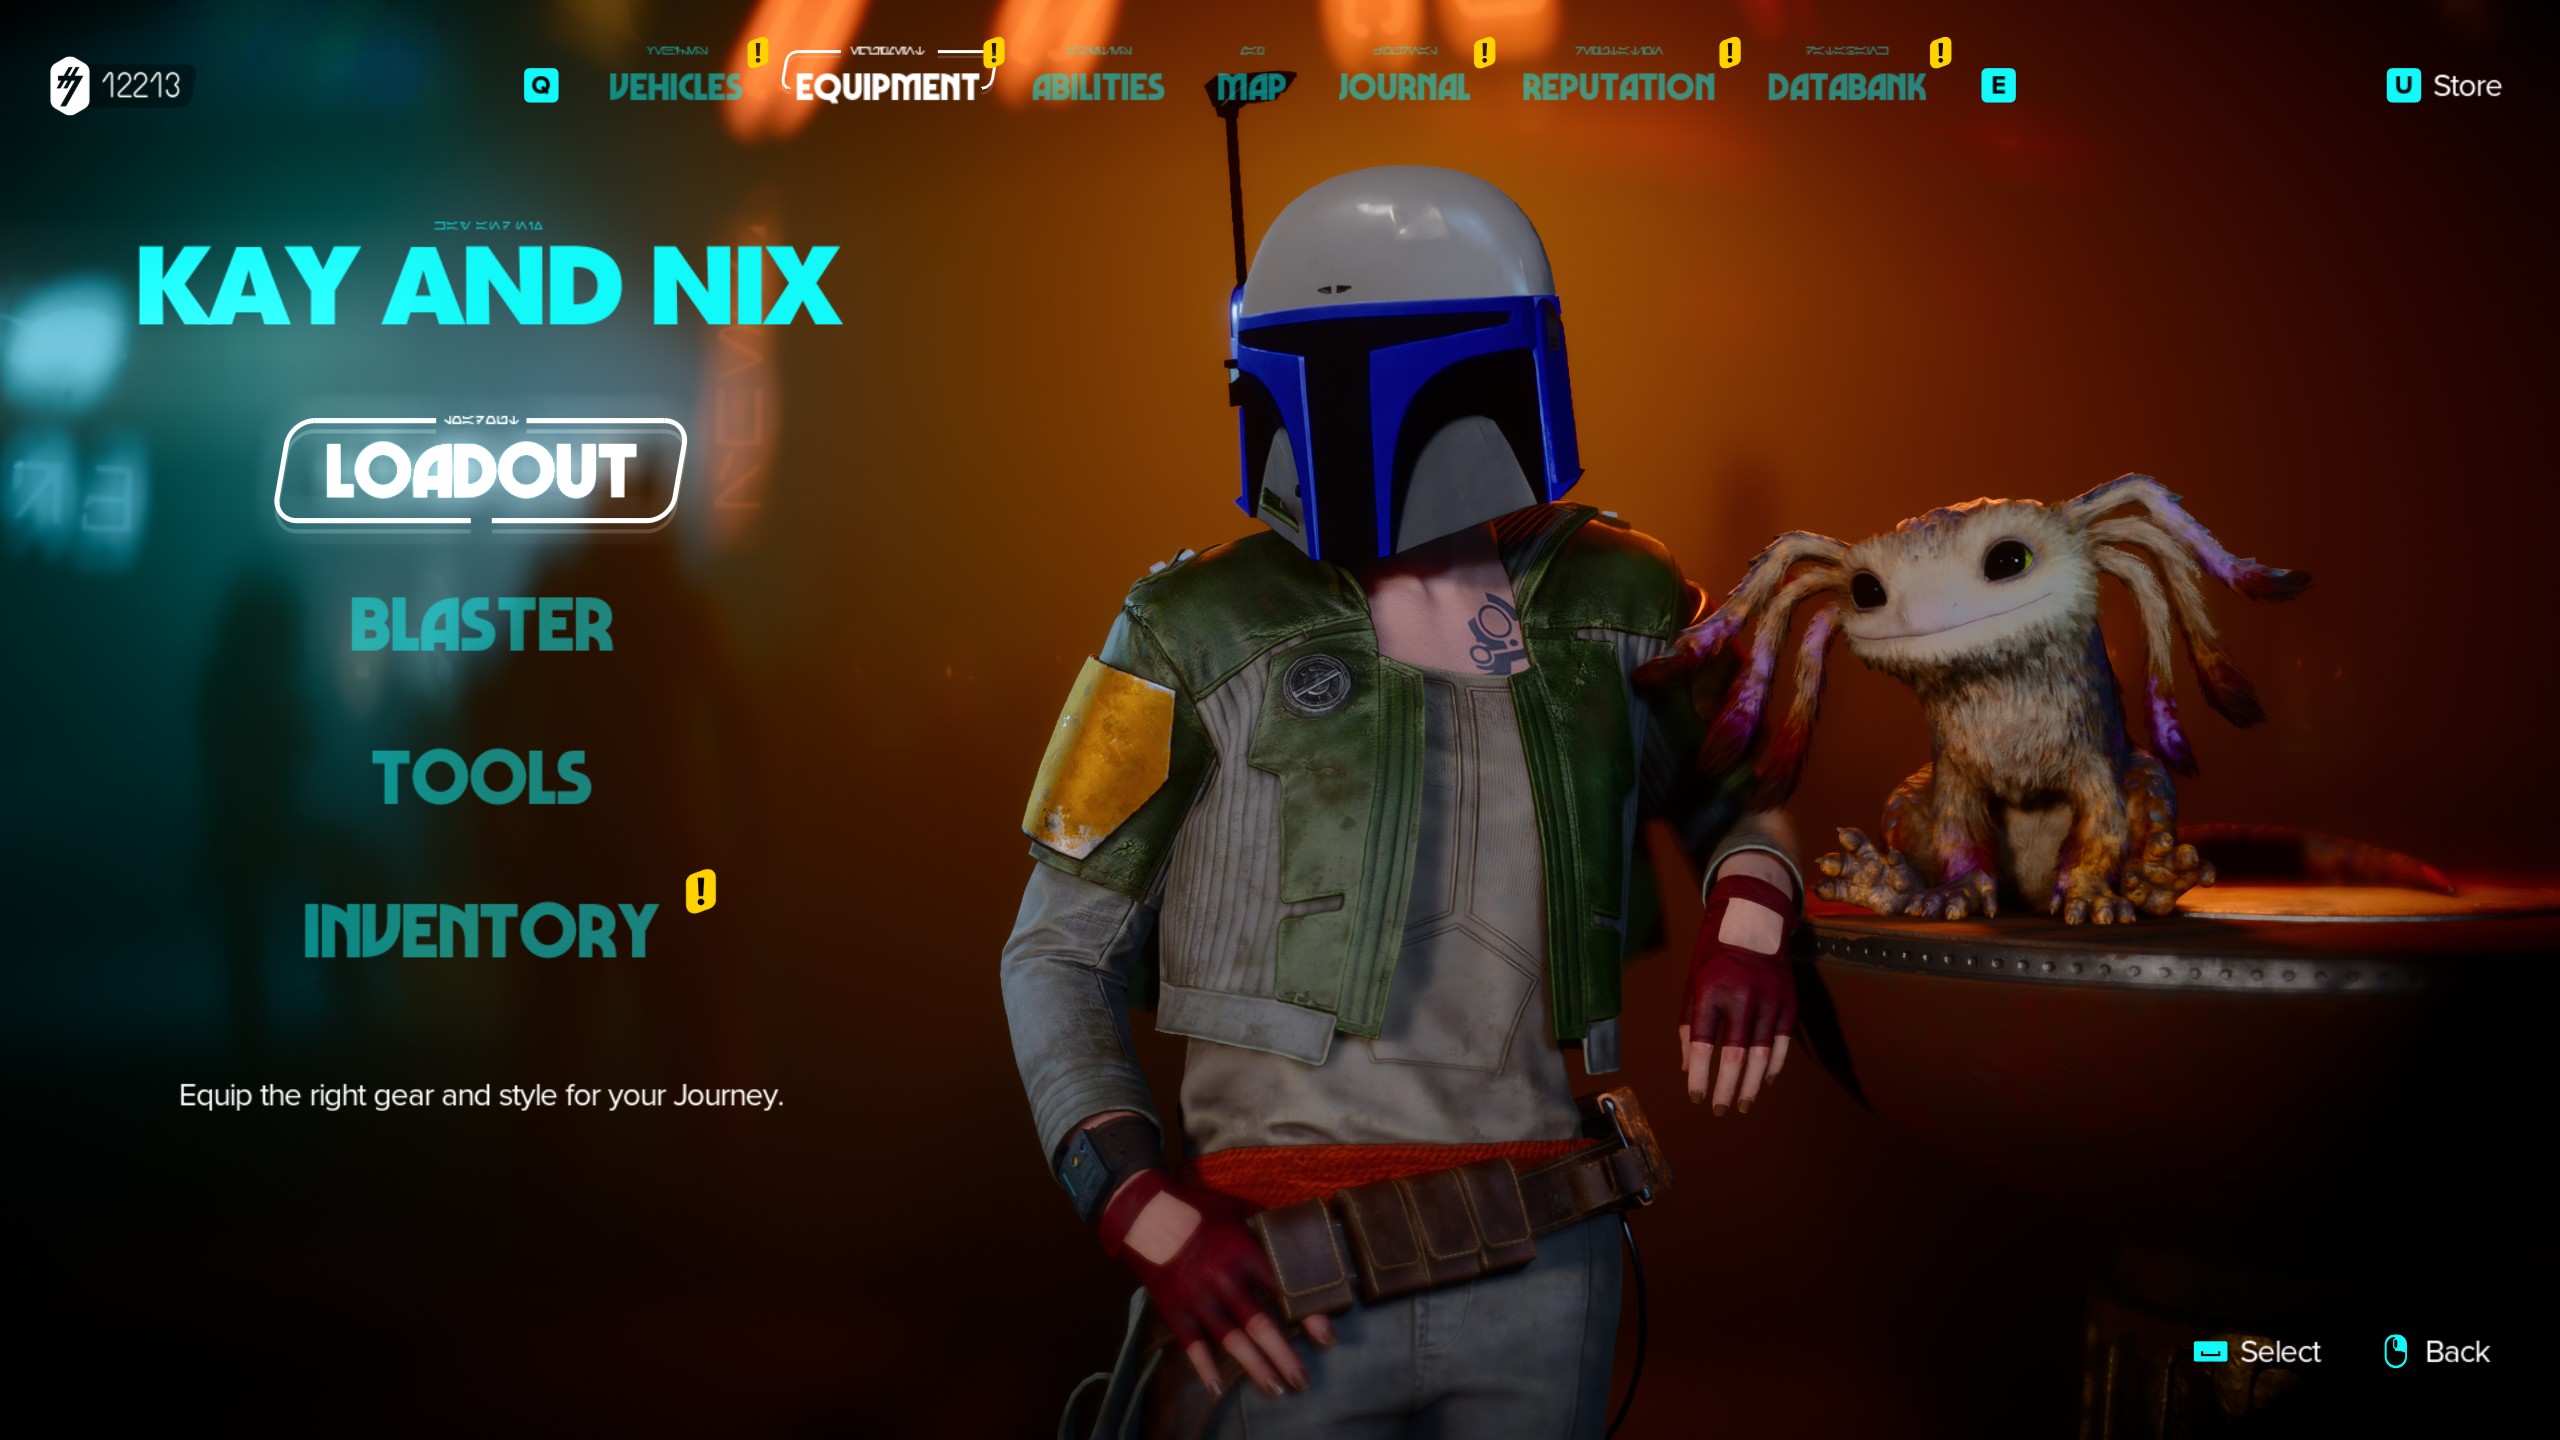 12213
Q
VEHICLES
EQUIPMENT
ABILITIES
MAP
JOURNAL
REPUTATION
DATABANK
E
U Store
KAY AND NIX
LOADOUT
BLASTER
TOOLS
INVENTORY
Equip the right gear and style for your Journey.
Select
Back